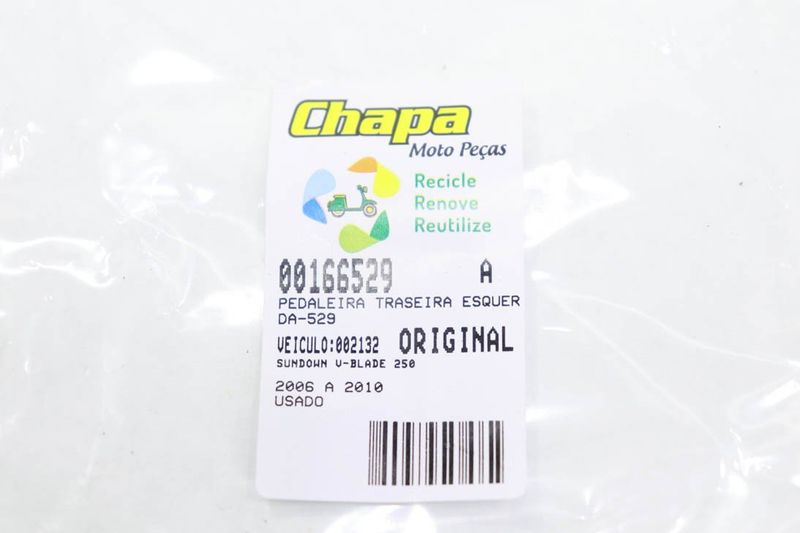 Chapa
Moto Peças
Recicle
Renove
Reutilize
00166529 A
PEDALEIRA TRASEIRA ESQUER
DA-529
VEICULO:002132 ORIGINAL
SUNDOWN V-BLADE 250
2006 A 2010
USADO